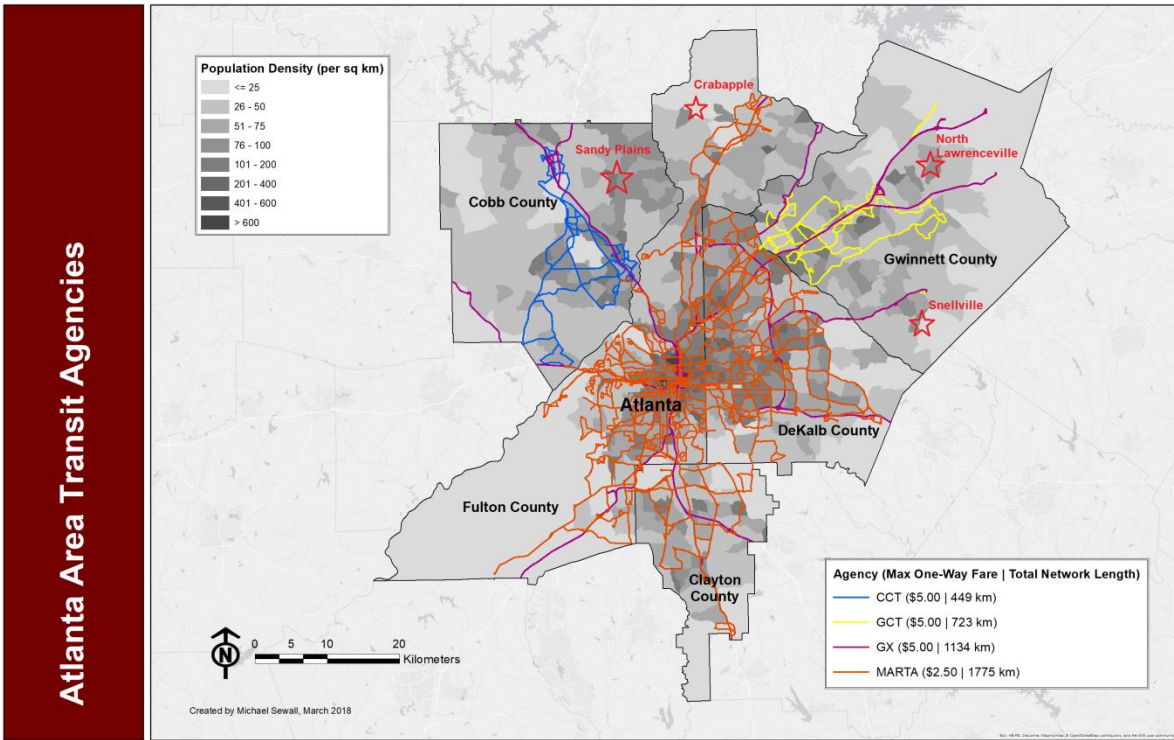 Atlanta Area Transit Agencies
Population Density (per sq km)
<= 25
26 - 50
51 - 75
76 - 100
101 - 200
201 - 400
401 - 600
> 600
Crabapple
Sandy Plains
North
Lawrenceville
Cobb County
Gwinnett County
Snellville
Atlanta
DeKalb County
Fulton County
Clayton
County
Agency (Max One-Way Fare | Total Network Length)
CCT ($5.00 | 449 km)
GCT ($5.00 | 723 km)
GX ($5.00 | 1134 km)
MARTA ($2.50 | 1775 km)
N
0 5 10 20
Kilometers
Created by Michael Sewall, March 2018